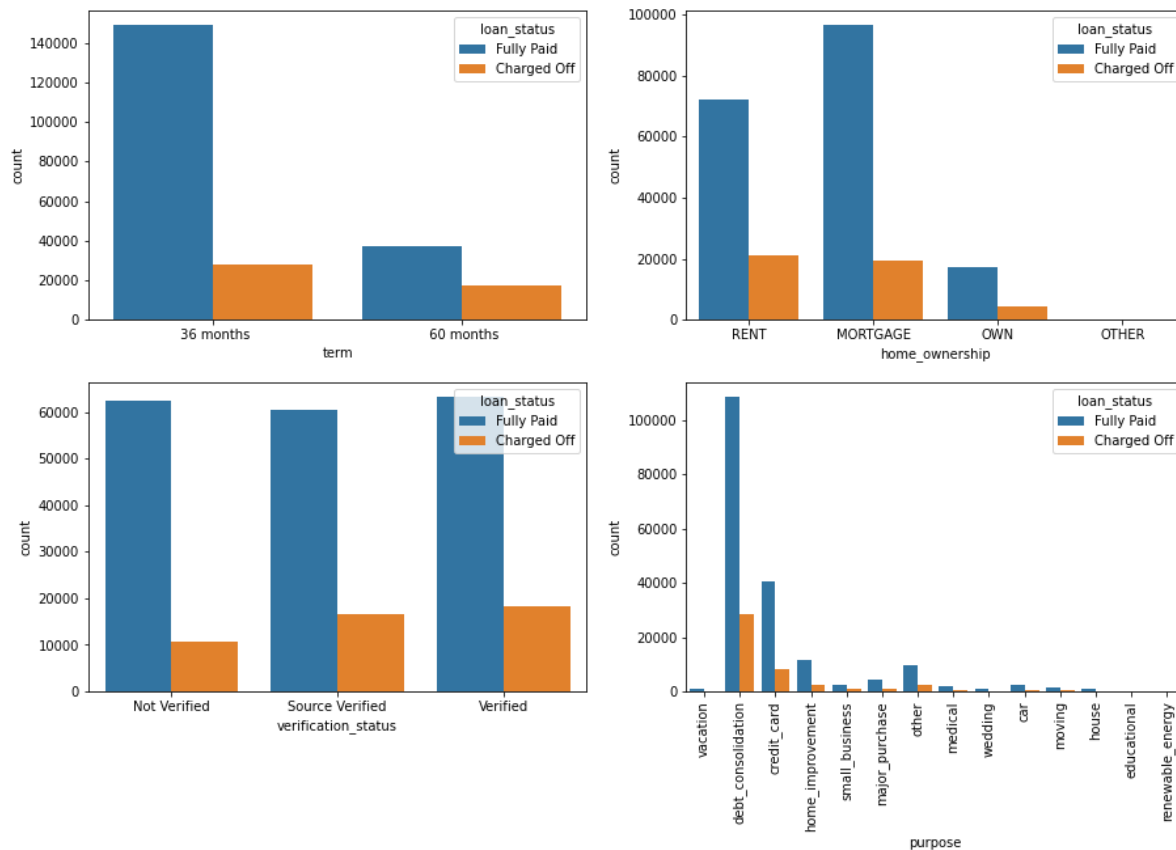 loan_status
Fully Paid
Charged Off
140000
120000
100000
80000
60000
40000
20000
0
count
36 months 60 months
term
loan_status
Fully Paid
Charged Off
100000
80000
60000
40000
20000
0
count
RENT MORTGAGE OWN OTHER
home_ownership
loan_status
Fully Paid
Charged Off
60000
50000
40000
30000
20000
10000
0
count
Not Verified Source Verified Verified
verification_status
loan_status
Fully Paid
Charged Off
100000
80000
60000
40000
20000
0
count
vacation
debt_consolidation
credit_card
home_improvement
small_business
major_purchase
other
medical
wedding
car
moving
house
educational
renewable_energy
purpose